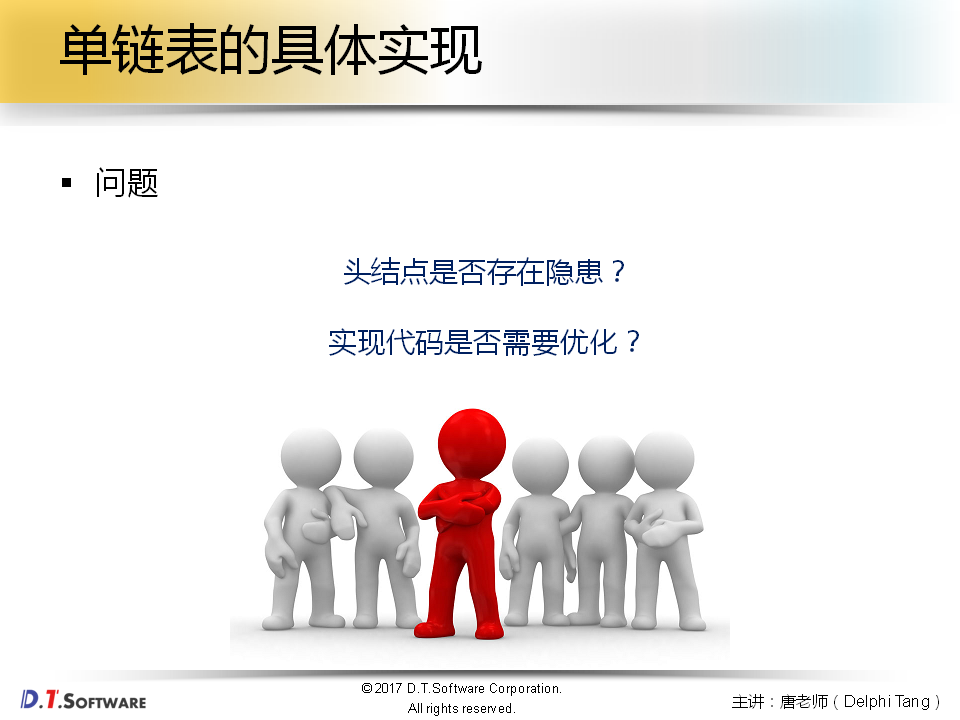 单链表的具体实现
问题
头结点是否存在隐患？
实现代码是否需要优化？
D.T.SOFTWARE
©2017 D.T.Software Corporation.
All rights reserved.
主讲：唐老师（Delphi Tang）